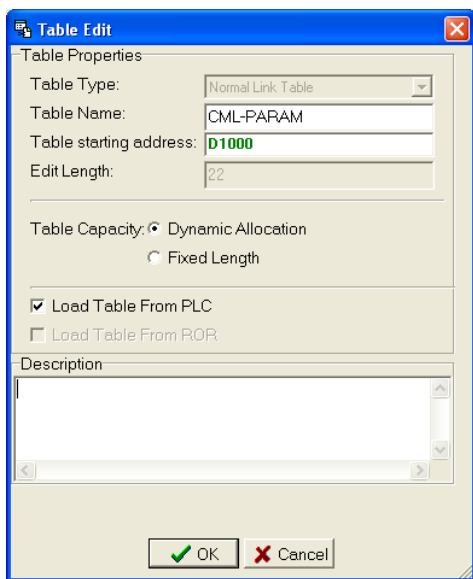 Table Edit
Table Properties
Table Type: Normal Link Table
Table Name: CML-PARAM
Table starting address: D1000
Edit Length: 22
Table Capacity: Dynamic Allocation
Fixed Length
Load Table From PLC
Load Table From ROR
Description
OK Cancel